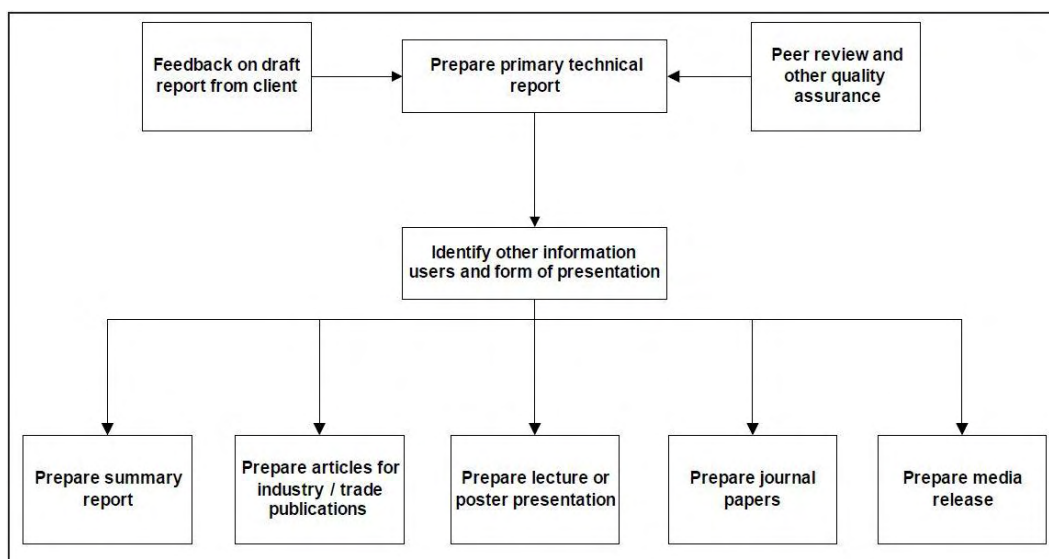 Feedback on draft
report from client
Prepare primary technical
report
Peer review and
other quality
assurance
Identify other information
users and form of presentation
Prepare summary
report
Prepare articles for
industry / trade
publications
Prepare lecture or
poster presentation
Prepare journal
papers
Prepare media
release